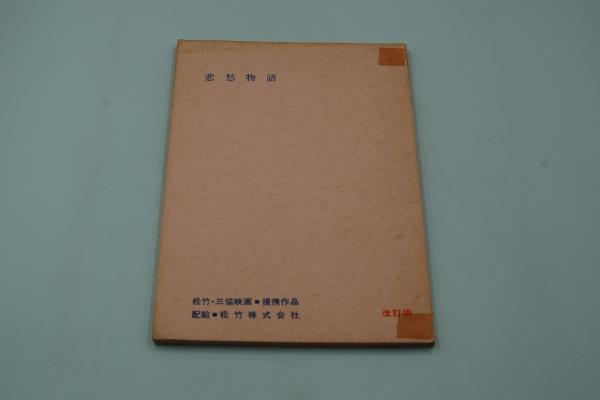 悲愁物語
松竹・三協映画■提携作品
配給■松竹株式会社
改訂稿